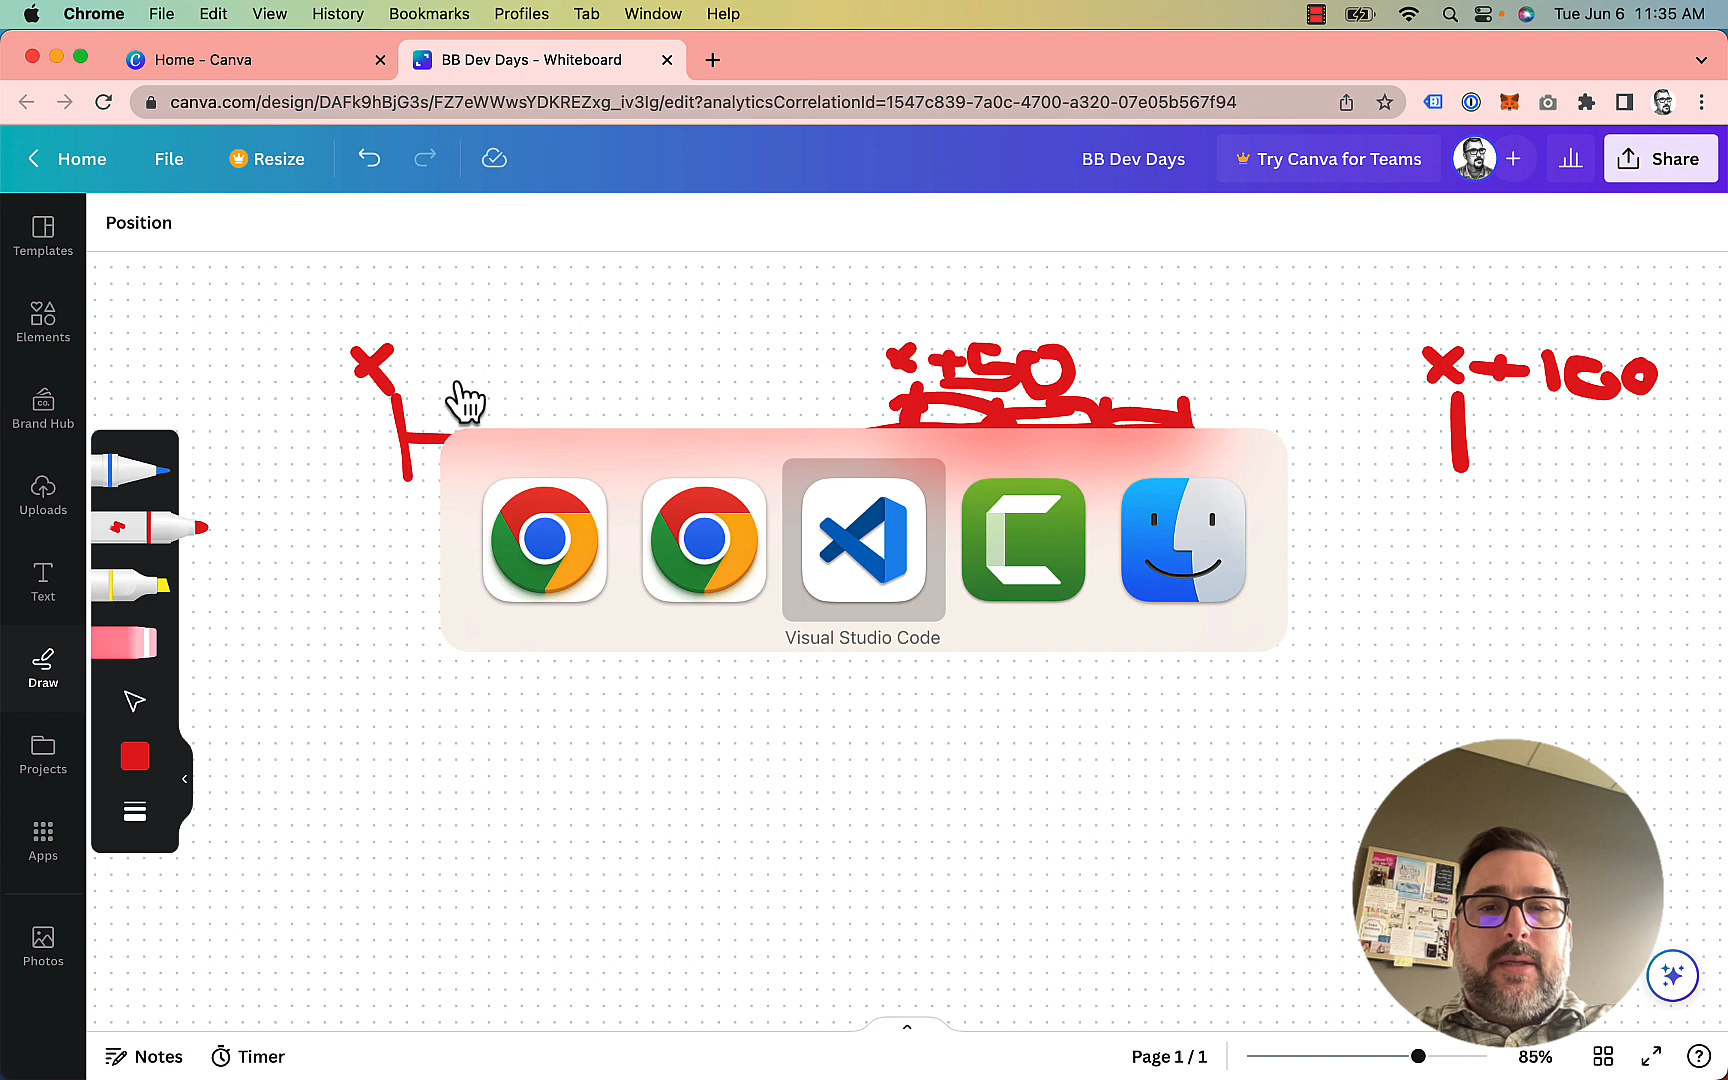 Chrome File Edit View History Bookmarks Profiles Tab Window Help Tue Jun 6 11:35 AM
Home - Canva BB Dev Days - Whiteboard
canva.com/design/DAFk9hBjG3s/FZ7eWWwsYDKREZxg_iv3Ig/edit?analyticsCorrelationId=1547c839-7a0c-4700-a320-07e05b567f94
Home File Resize BB Dev Days Try Canva for Teams Share
Position
Templates
Elements
Brand Hub
Uploads
Text
Draw
Projects
Apps
Photos
x x+50 x+100
Visual Studio Code
Notes Timer Page 1 / 1 85%